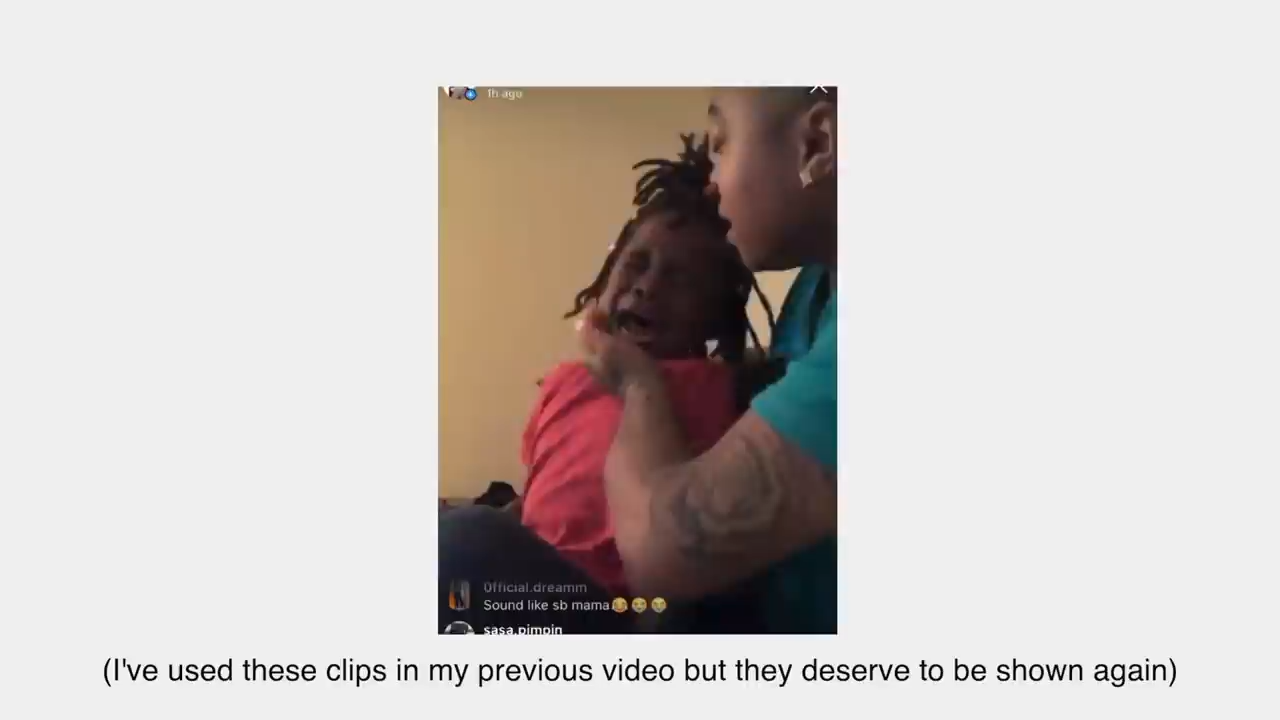 1h ago
0fficial.dreamm
Sound like sb mama😂😭😭
sasa.pimpin
(I've used these clips in my previous video but they deserve to be shown again)